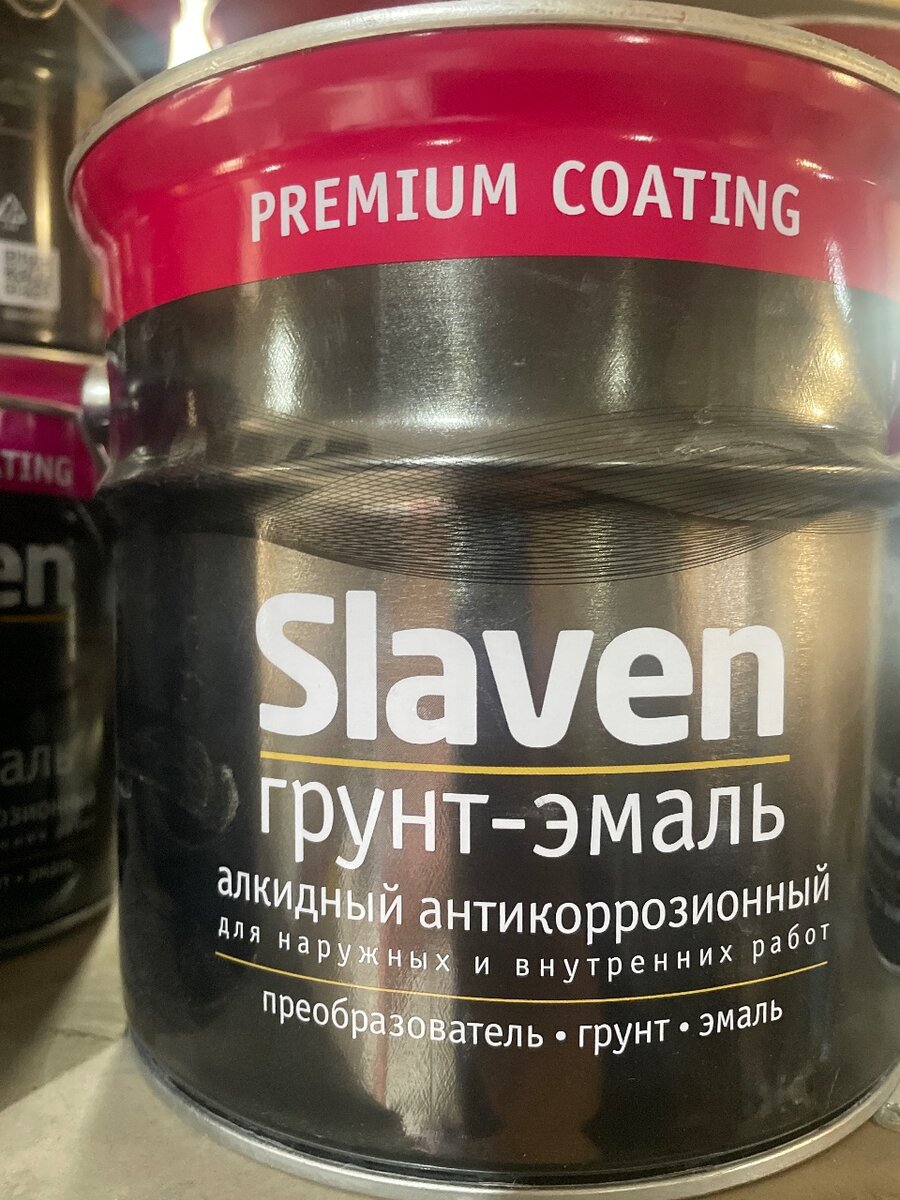 PREMIUM COATING
Slaven
грунт-эмаль
алкидный антикоррозионный
для наружных и внутренних работ
преобразователь • грунт • эмаль